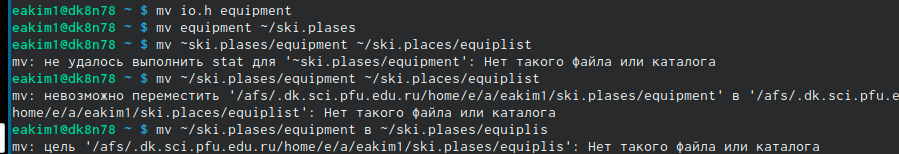 eakim1@dk8n78 ~ $ mv io.h equipment
eakim1@dk8n78 ~ $ mv equipment ~/ski.plases
eakim1@dk8n78 ~ $ mv ~ski.plases/equipment ~/ski.places/equiplist
mv: не удалось выполнить stat для '~ski.plases/equipment': Нет такого файла или каталога
eakim1@dk8n78 ~ $ mv ~/ski.plases/equipment ~/ski.places/equiplist
mv: невозможно переместить '/afs/.dk.sci.pfu.edu.ru/home/e/a/eakim1/ski.plases/equipment' в '/afs/.dk.sci.pfu.e
home/e/a/eakim1/ski.places/equiplist': Нет такого файла или каталога
eakim1@dk8n78 ~ $ mv ~/ski.plases/equipment в ~/ski.plases/equiplis
mv: цель '/afs/.dk.sci.pfu.edu.ru/home/e/a/eakim1/ski.plases/equiplis': Нет такого файла или каталога